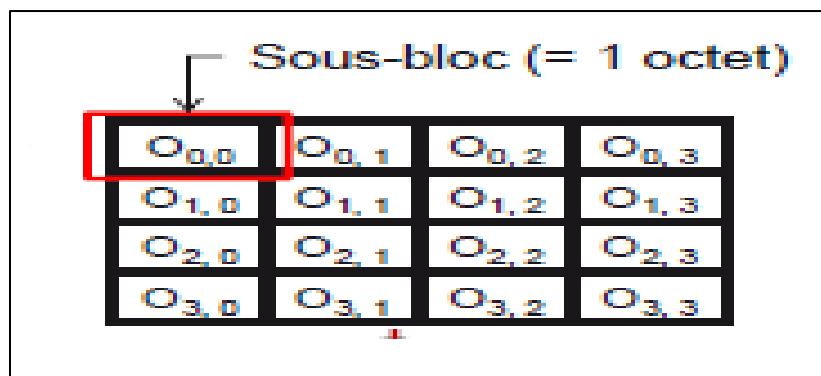 Sous-bloc (= 1 octet)
O0,0 O0, 1 O0, 2 O0, 3
O1, 0 O1, 1 O1, 2 O1, 3
O2, 0 O2, 1 O2, 2 O2, 3
O3, 0 O3, 1 O3, 2 O3, 3